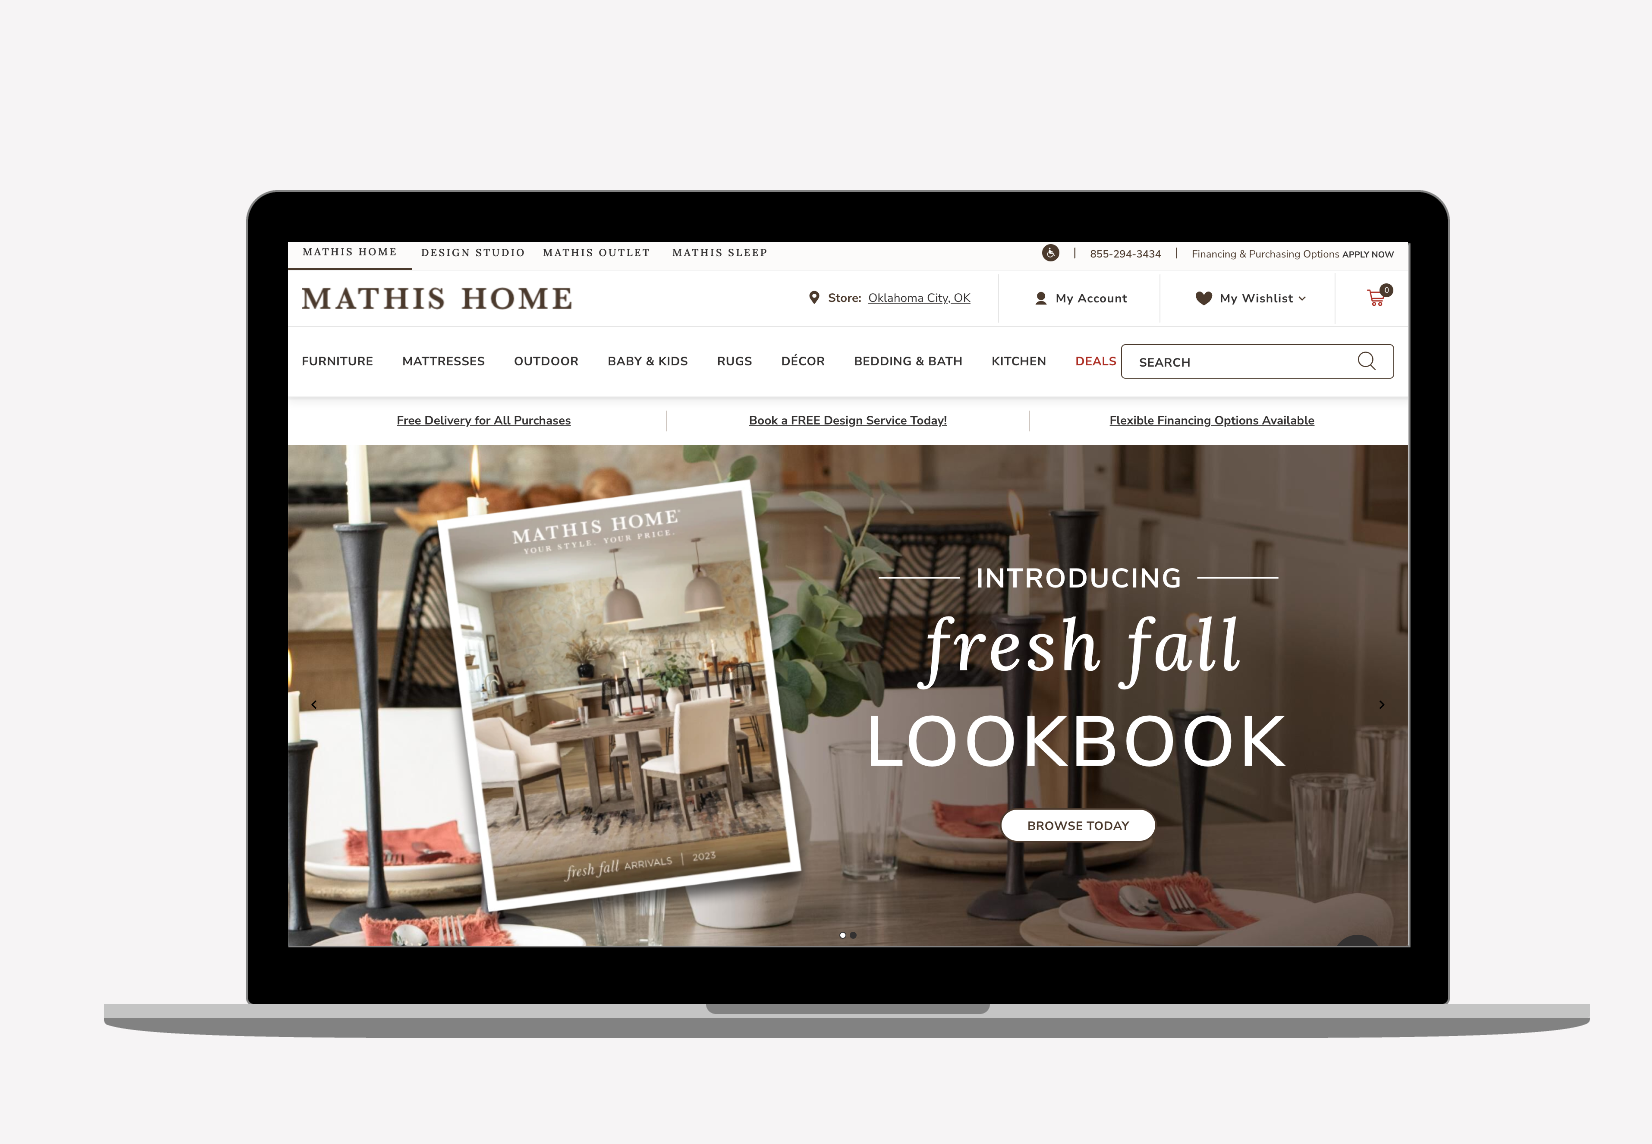 MATHIS HOME DESIGN STUDIO MATHIS OUTLET MATHIS SLEEP 855-294-3434 Financing & Purchasing Options APPLY NOW
MATHIS HOME Store: Oklahoma City, OK My Account My Wishlist 0
FURNITURE MATTRESSES OUTDOOR BABY & KIDS RUGS DÉCOR BEDDING & BATH KITCHEN DEALS SEARCH
Free Delivery for All Purchases Book a FREE Design Service Today! Flexible Financing Options Available
MATHIS HOME
YOUR STYLE. YOUR PRICE.
fresh fall ARRIVALS | 2023
INTRODUCING
fresh fall
LOOKBOOK
BROWSE TODAY